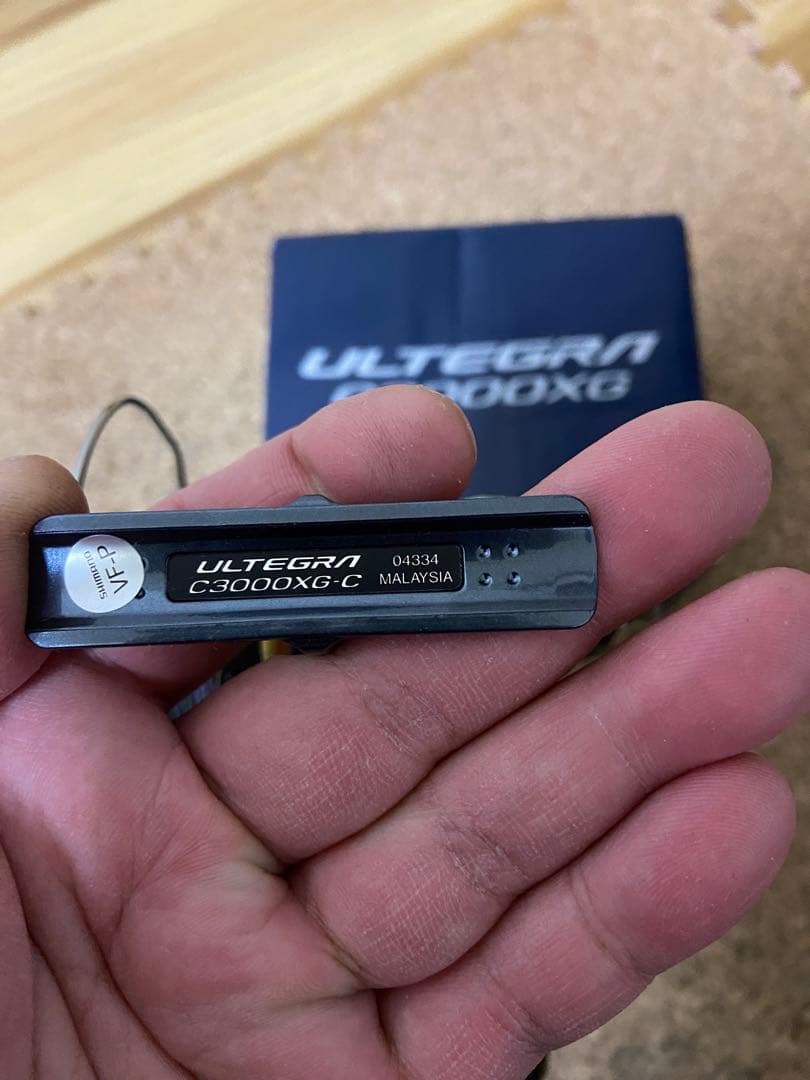 ULTEGRA
C3000XG
SHIMANO
VF-P
ULTEGRA
C3000XG-C
04334
MALAYSIA